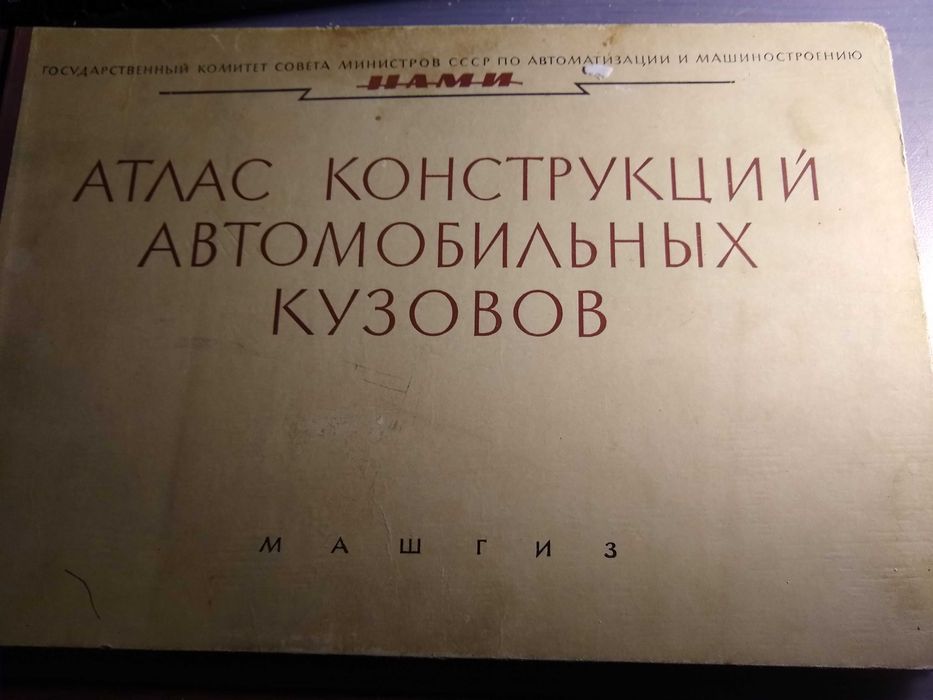 ГОСУДАРСТВЕННЫЙ КОМИТЕТ СОВЕТА МИНИСТРОВ СССР ПО АВТОМАТИЗАЦИИ И МАШИНОСТРОЕНИЮ
НАМИ
АТЛАС КОНСТРУКЦИЙ
АВТОМОБИЛЬНЫХ
КУЗОВОВ
МАШГИЗ